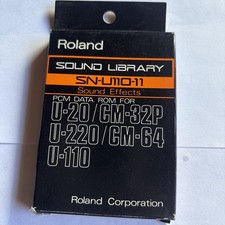 Roland
SOUND LIBRARY
SN-U110-11
Sound Effects
PCM DATA ROM FOR
U-20/CM-32P
U-220/CM-64
U-110
Roland Corporation